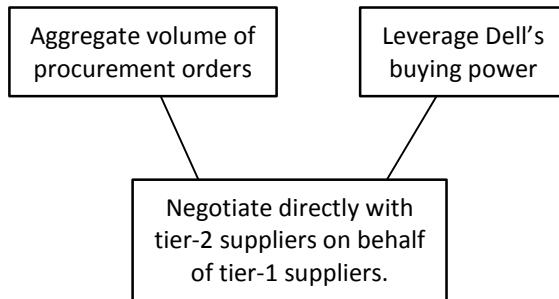 Aggregate volume of
procurement orders
Leverage Dell’s
buying power
Negotiate directly with
tier-2 suppliers on behalf
of tier-1 suppliers.